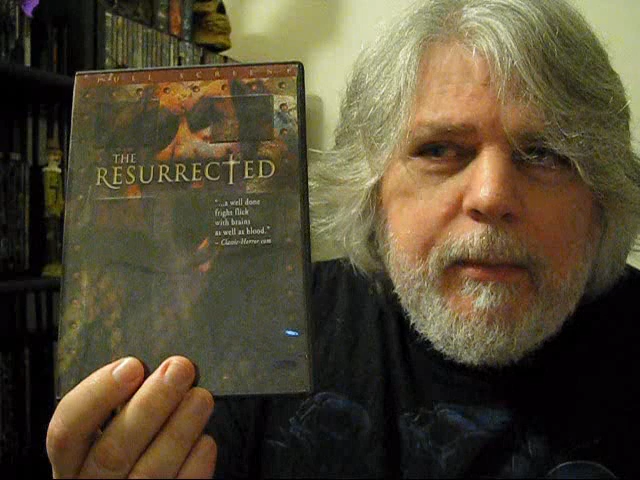 FULL SCREEN
THE
RESURRECTED
"...a well done
fright flick
with brains
as well as blood."
- Classic-Horror.com